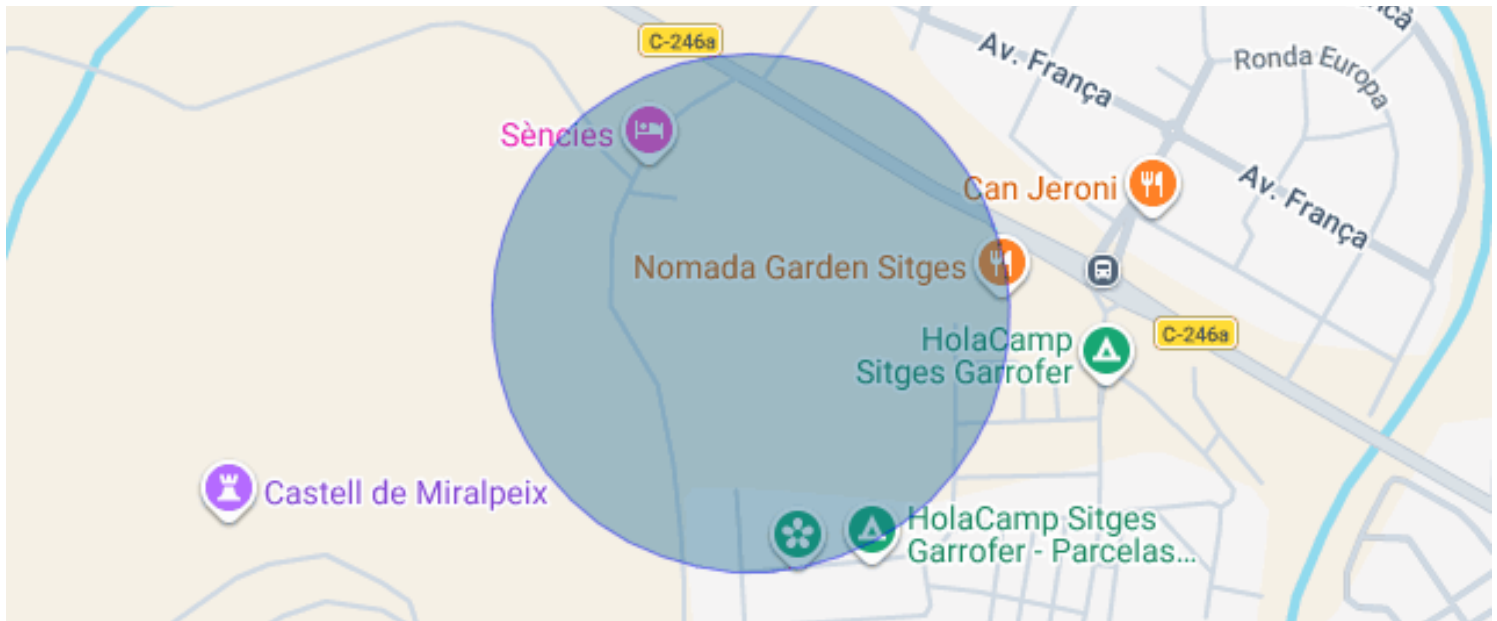 C-246a
Av. França
Ronda Europa
Sències
Can Jeroni
Av. França
Nomada Garden Sitges
HolaCamp
Sitges Garrofer
C-246a
Castell de Miralpeix
HolaCamp Sitges
Garrofer - Parcelas...